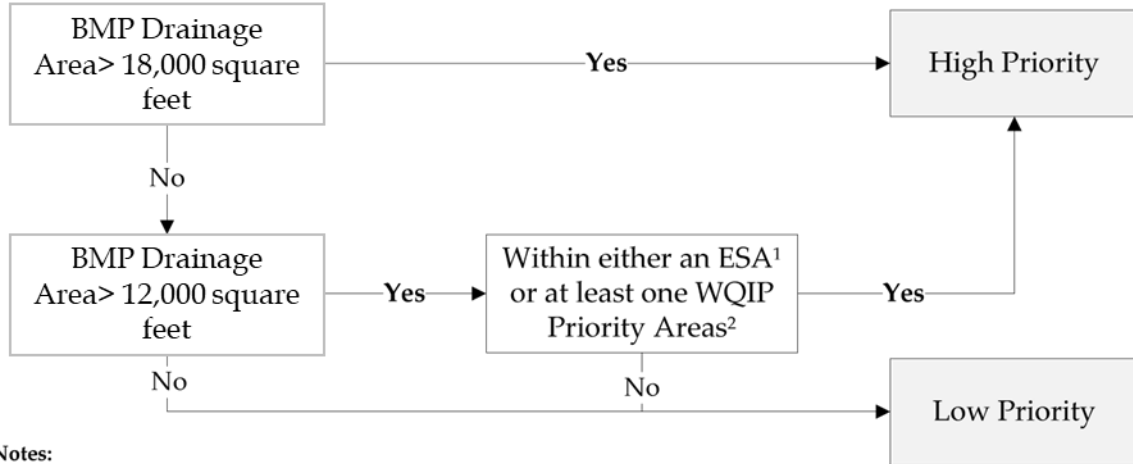 BMP Drainage
Area> 18,000 square
feet
Yes
High Priority
No
BMP Drainage
Area> 12,000 square
feet
Yes
Within either an ESA¹
or at least one WQIP
Priority Areas²
Yes
No
No
Low Priority
Notes: